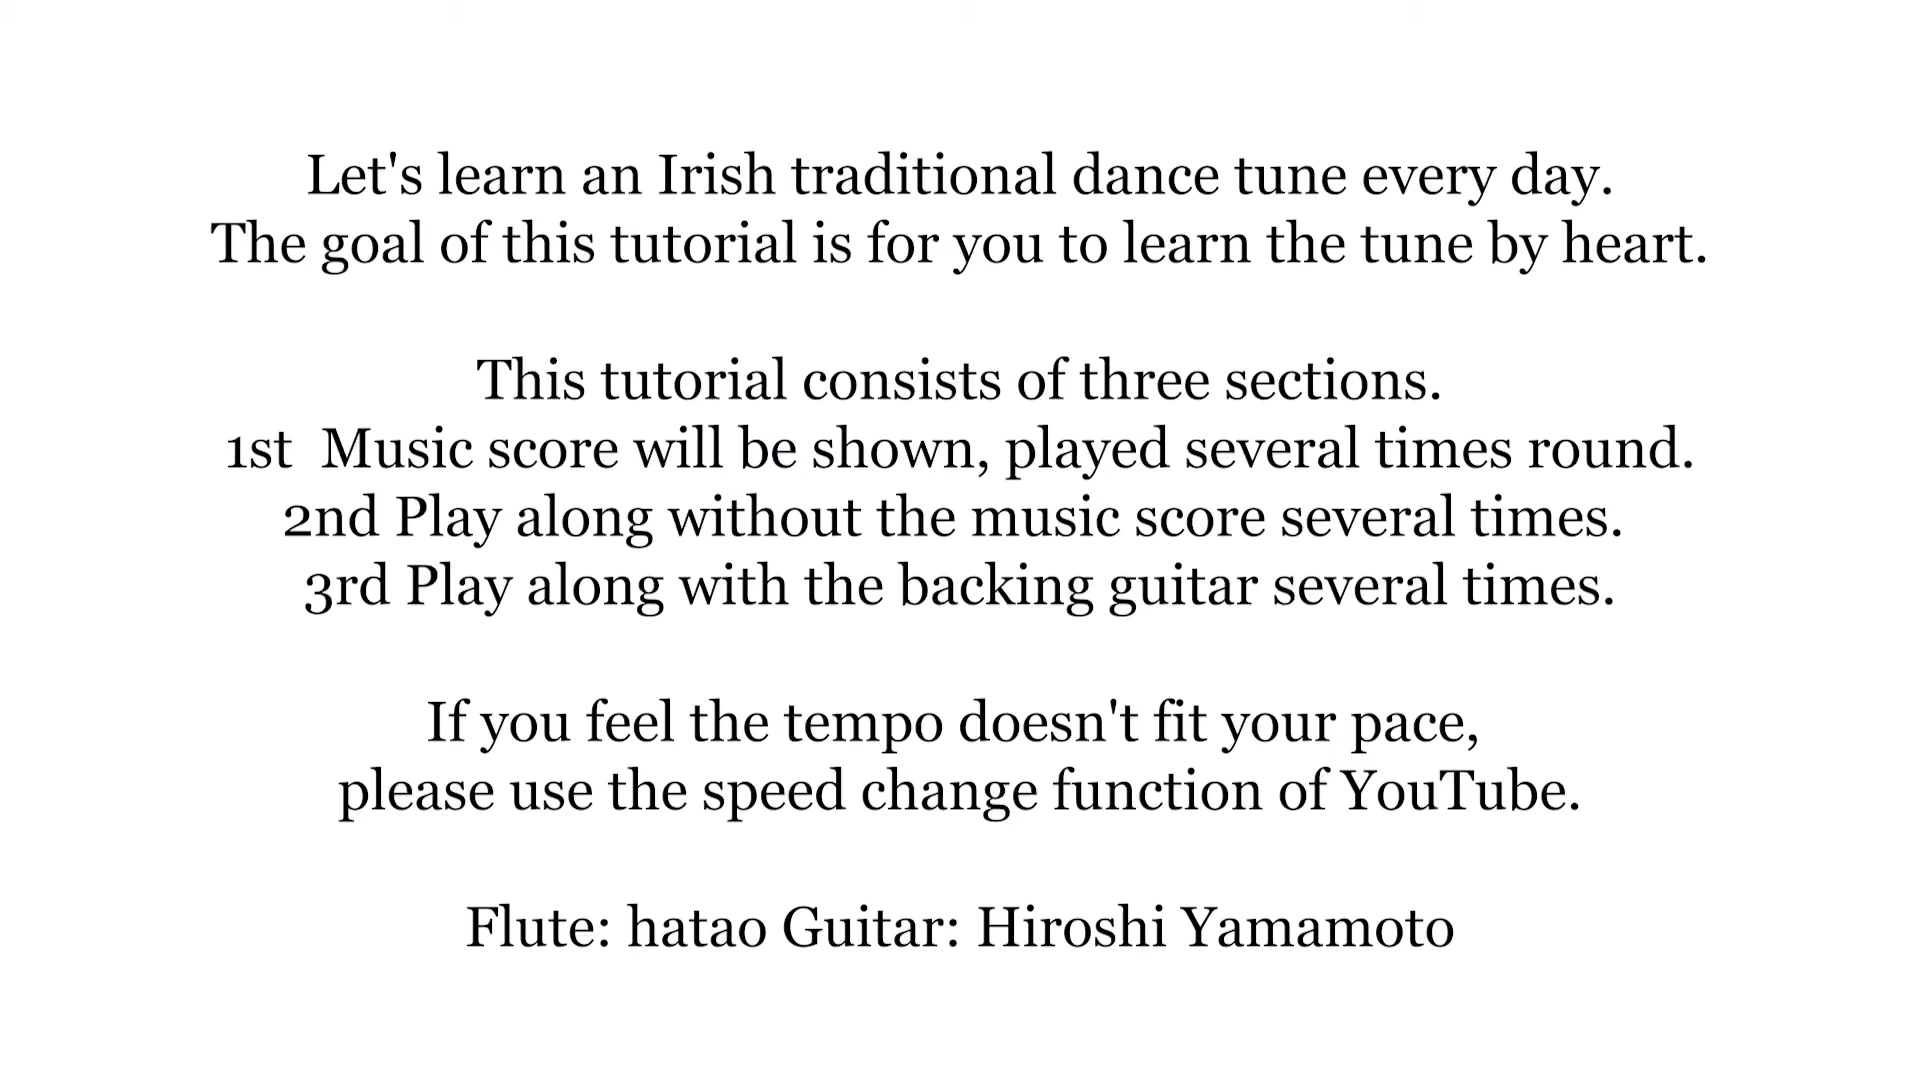 Let's learn an Irish traditional dance tune every day.
The goal of this tutorial is for you to learn the tune by heart.
This tutorial consists of three sections.
1st  Music score will be shown, played several times round.
2nd Play along without the music score several times.
3rd Play along with the backing guitar several times.
If you feel the tempo doesn't fit your pace,
please use the speed change function of YouTube.
Flute: hatao Guitar: Hiroshi Yamamoto